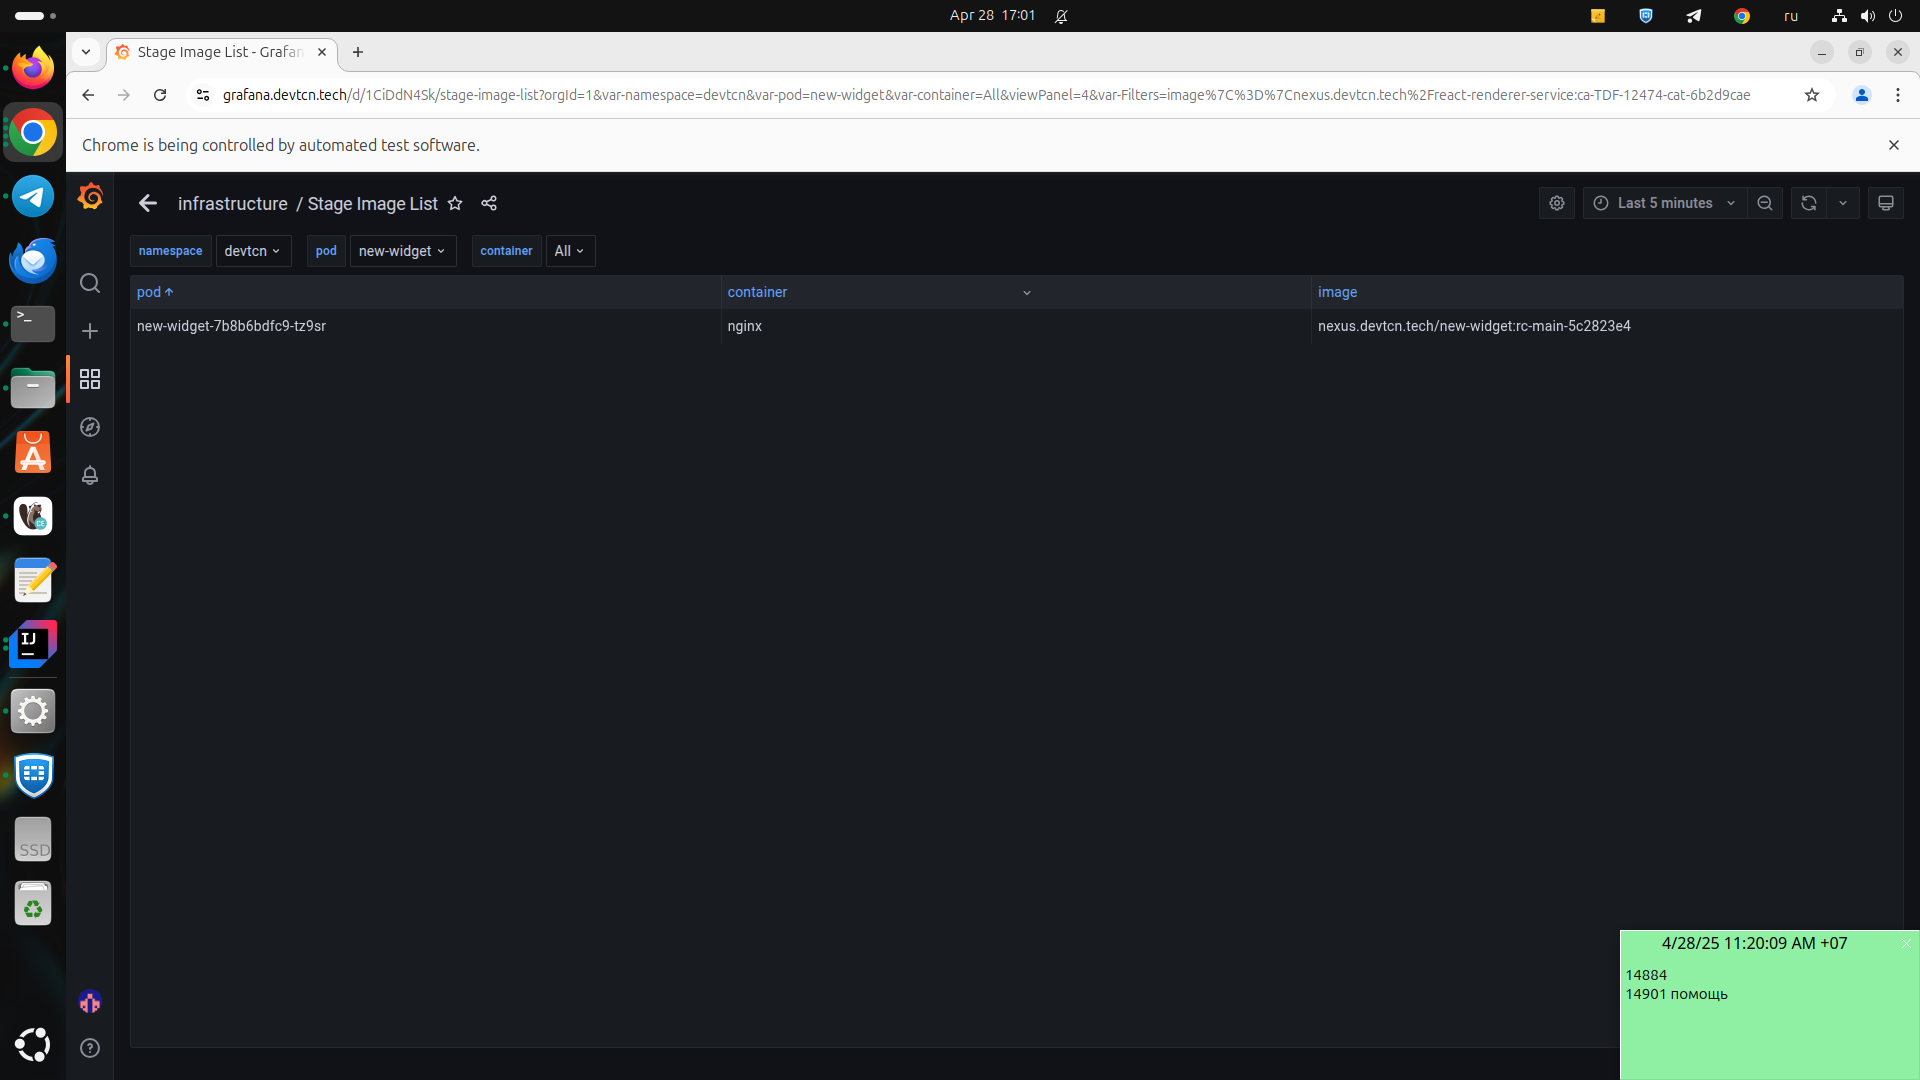 Apr 28 17:01
ru
Stage Image List - Grafan
grafana.devtcn.tech/d/1CiDdN4Sk/stage-image-list?orgId=1&var-namespace=devtcn&var-pod=new-widget&var-container=All&viewPanel=4&var-Filters=image%7C%3D%7Cnexus.devtcn.tech%2Freact-renderer-service:ca-TDF-12474-cat-6b2d9cae
Chrome is being controlled by automated test software.
infrastructure / Stage Image List
Last 5 minutes
namespace devtcn pod new-widget container All
pod container image
new-widget-7b8b6bdfc9-tz9sr nginx nexus.devtcn.tech/new-widget:rc-main-5c2823e4
IJ
SSD
4/28/25 11:20:09 AM +07
14884
14901 помощь